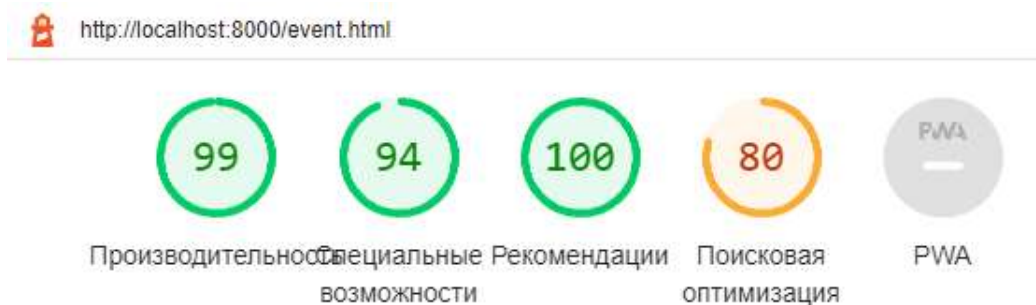 http://localhost:8000/event.html
99 94 100 80 PWA
Производительность Специальные Рекомендации Поисковая PWA
возможности оптимизация